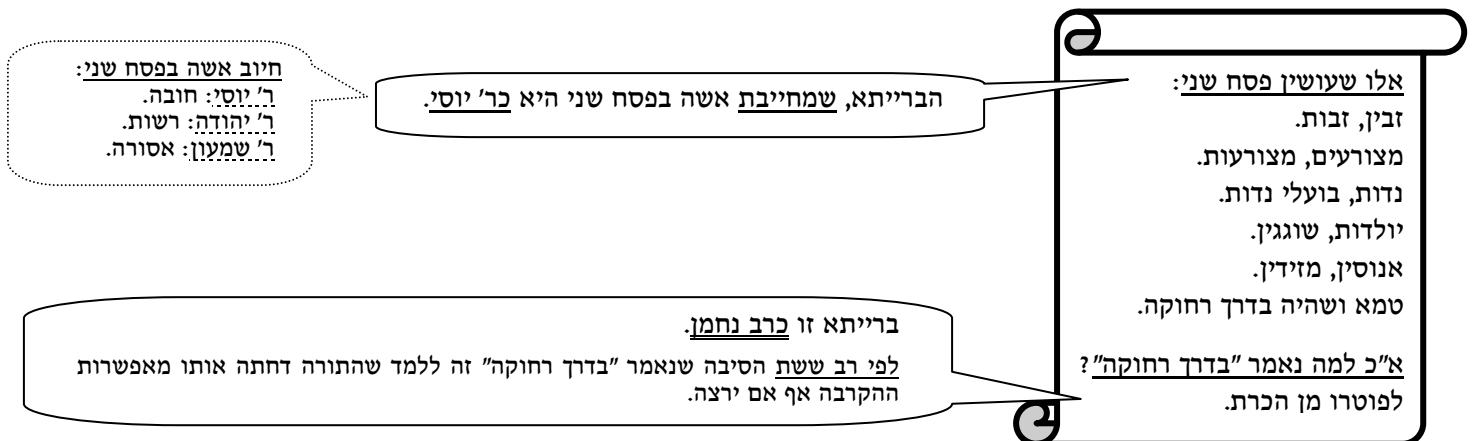 אלו שעושין פסח שני:
זבין, זבות.
מצורעים, מצורעות.
נדות, בועלי נדות.
יולדות, שוגגין.
אנוסין, מזידין.
טמא ושהיה בדרך רחוקה.
א"כ למה נאמר "בדרך רחוקה"?
לפוטרו מן הכרת.
הברייתא, שמחייבת אשה בפסח שני היא כר' יוסי.
חיוב אשה בפסח שני:
ר' יוסי: חובה.
ר' יהודה: רשות.
ר' שמעון: אסורה.
ברייתא זו כרב נחמן.
לפי רב ששת הסיבה שנאמר "בדרך רחוקה" זה ללמד שהתורה דחתה אותו מאפשרות
ההקרבה אף אם ירצה.